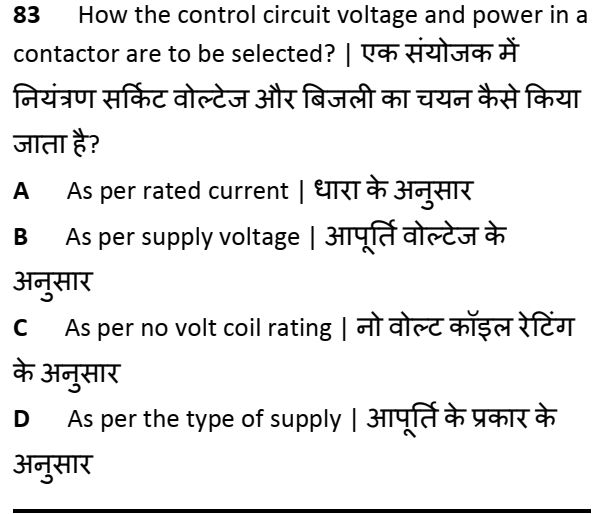 83 How the control circuit voltage and power in a
contactor are to be selected? | एक संयोजक में
नियंत्रण सर्किट वोल्टेज और बिजली का चयन कैसे किया
जाता है?
A As per rated current | धारा के अनुसार
B As per supply voltage | आपूर्ति वोल्टेज के
अनुसार
C As per no volt coil rating | नो वोल्ट कॉइल रेटिंग
के अनुसार
D As per the type of supply | आपूर्ति के प्रकार के
अनुसार